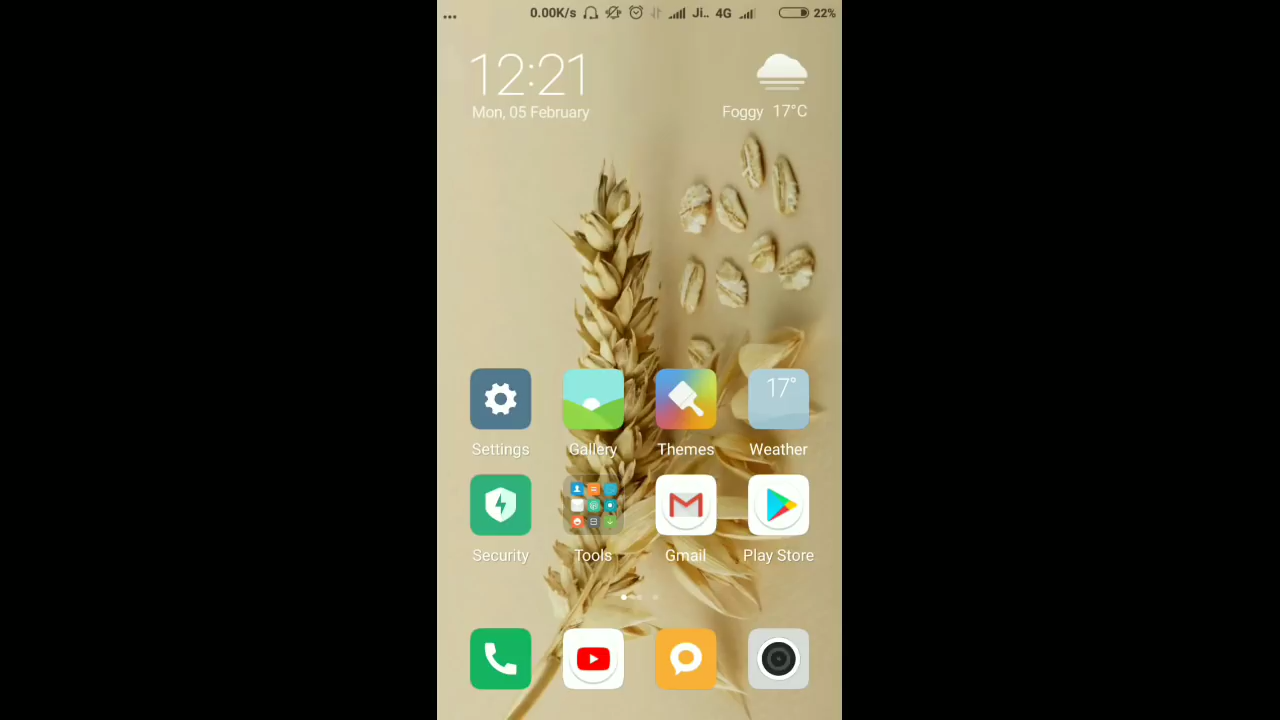 ... 0.00K/s Ji.. 4G 22%
12:21
Mon, 05 February
Foggy 17°C
17°
Settings Gallery Themes Weather
Security Tools Gmail Play Store